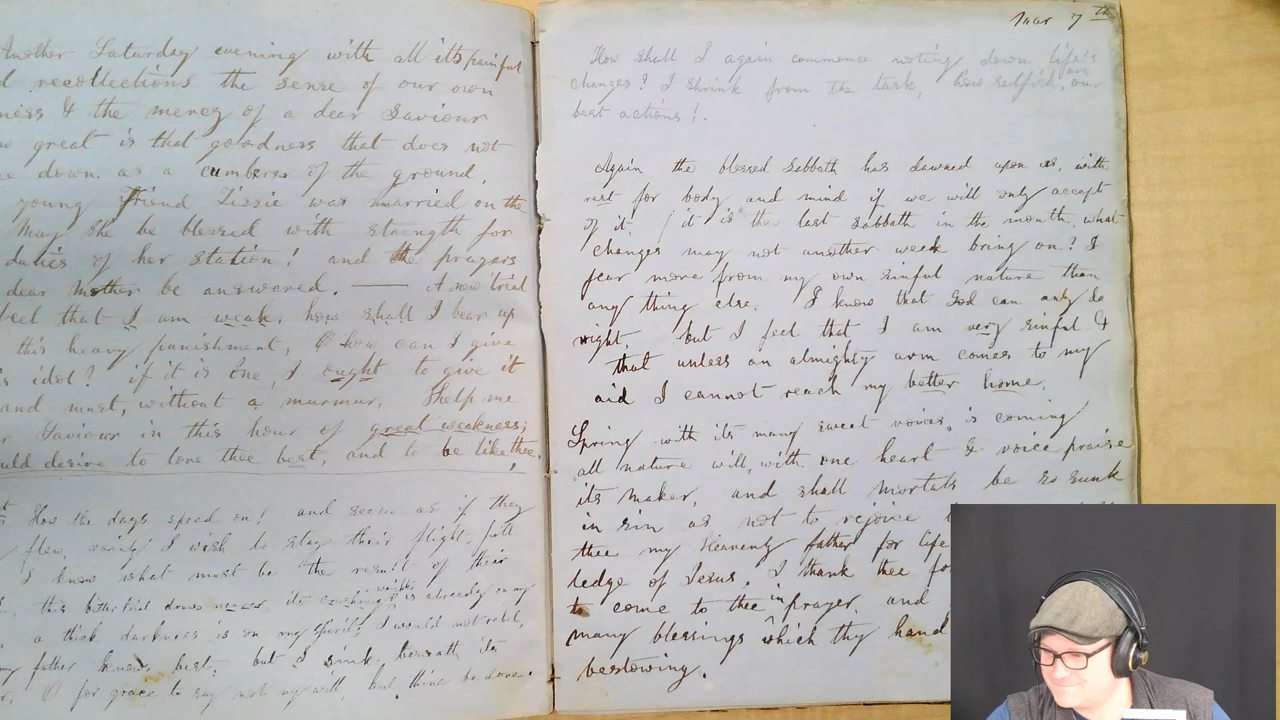 Another Saturday evening with all its painful
d recollections the sense of our own
ness & the mercy of a dear Saviour
w great is that goodness that does not
e down as a cumberer of the ground.
young Friend Lizzie was married on the
May she be blessed with strength for
duties of her station! and the prayers
dear Mother be answered. — A new trial
feel that I am weak, how shall I bear up
this heavy punishment, O how can I give
s idol? if it is one, I ought to give it
and must, without a murmur. Help me
r Saviour in this hour of great weakness;
uld desire to love thee best, and to be like thee.
How the days speed on! and seem as if they
flew, vainly I wish to stay their flight, full
I know what must be the result of their
this bitter trial draws nearer, its crushing weight is already on my
a thick darkness is on my spirit, I would not rebel,
my father knows best, but I sink beneath its
r, O for grace to say not my will, but thine be done.
Mar 7th
How shall I again commence noting down life's
changes? I shrink from the task, how selfish are our
best actions!
Again the blessed Sabbath has dawned upon us, with
rest for body and mind if we will only accept
of it, it is the last Sabbath in the month, what
changes may not another week bring on? I
fear more from my own sinful nature than
any thing else. I know that God can only do
right, but I feel that I am very sinful &
that unless an almighty arm comes to my
aid I cannot reach my better home.
Spring with its many sweet voices, is coming
all nature will, with one heart & voice praise
its maker, and shall mortals be so sunk
in sin as not to rejoice
thee my Heavenly father for life
ledge of Jesus. I thank thee fo
to come to thee in prayer, and
many blessings which thy hand
bestowing.